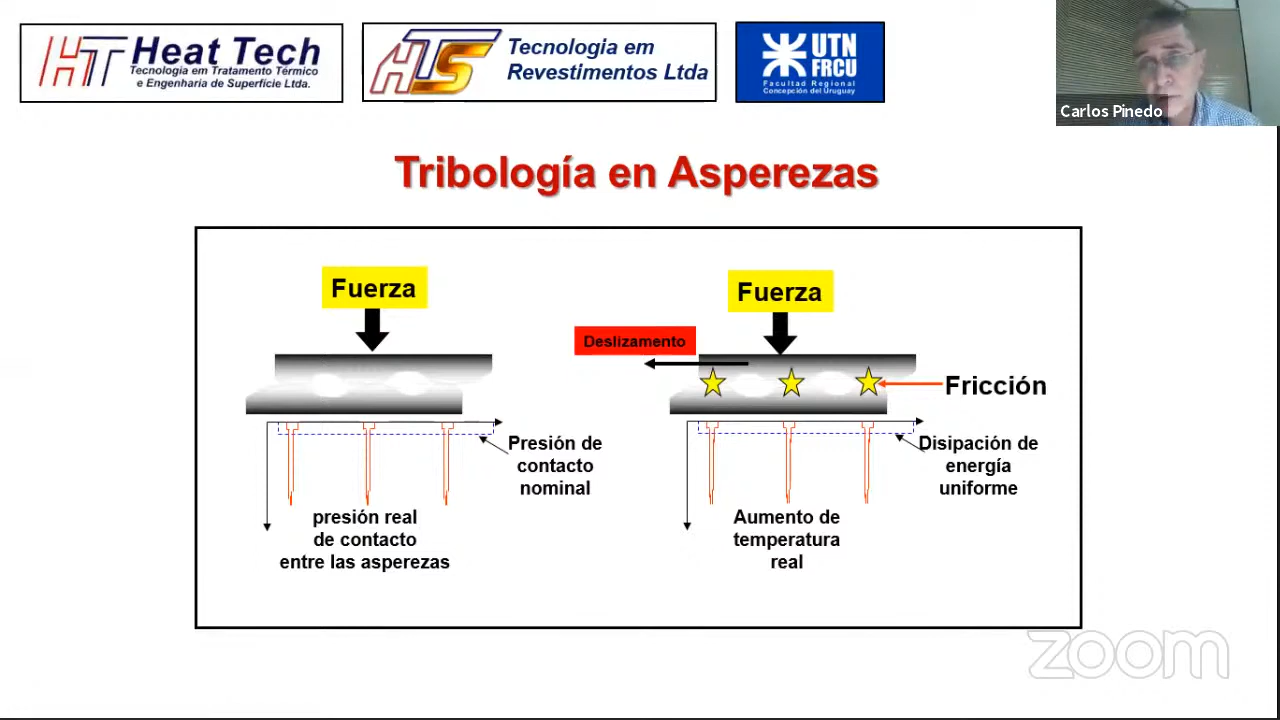 HT Heat Tech
Tecnologia em Tratamento Térmico
e Engenharia de Superfície Ltda.
HTS Tecnologia em
Revestimentos Ltda
UTN
FRCU
Facultad Regional
Concepción del Uruguay
Carlos Pinedo
Tribología en Asperezas
Fuerza
Presión de
contacto
nominal
presión real
de contacto
entre las asperezas
Fuerza
Deslizamento
Fricción
Disipación de
energía
uniforme
Aumento de
temperatura
real
zoom